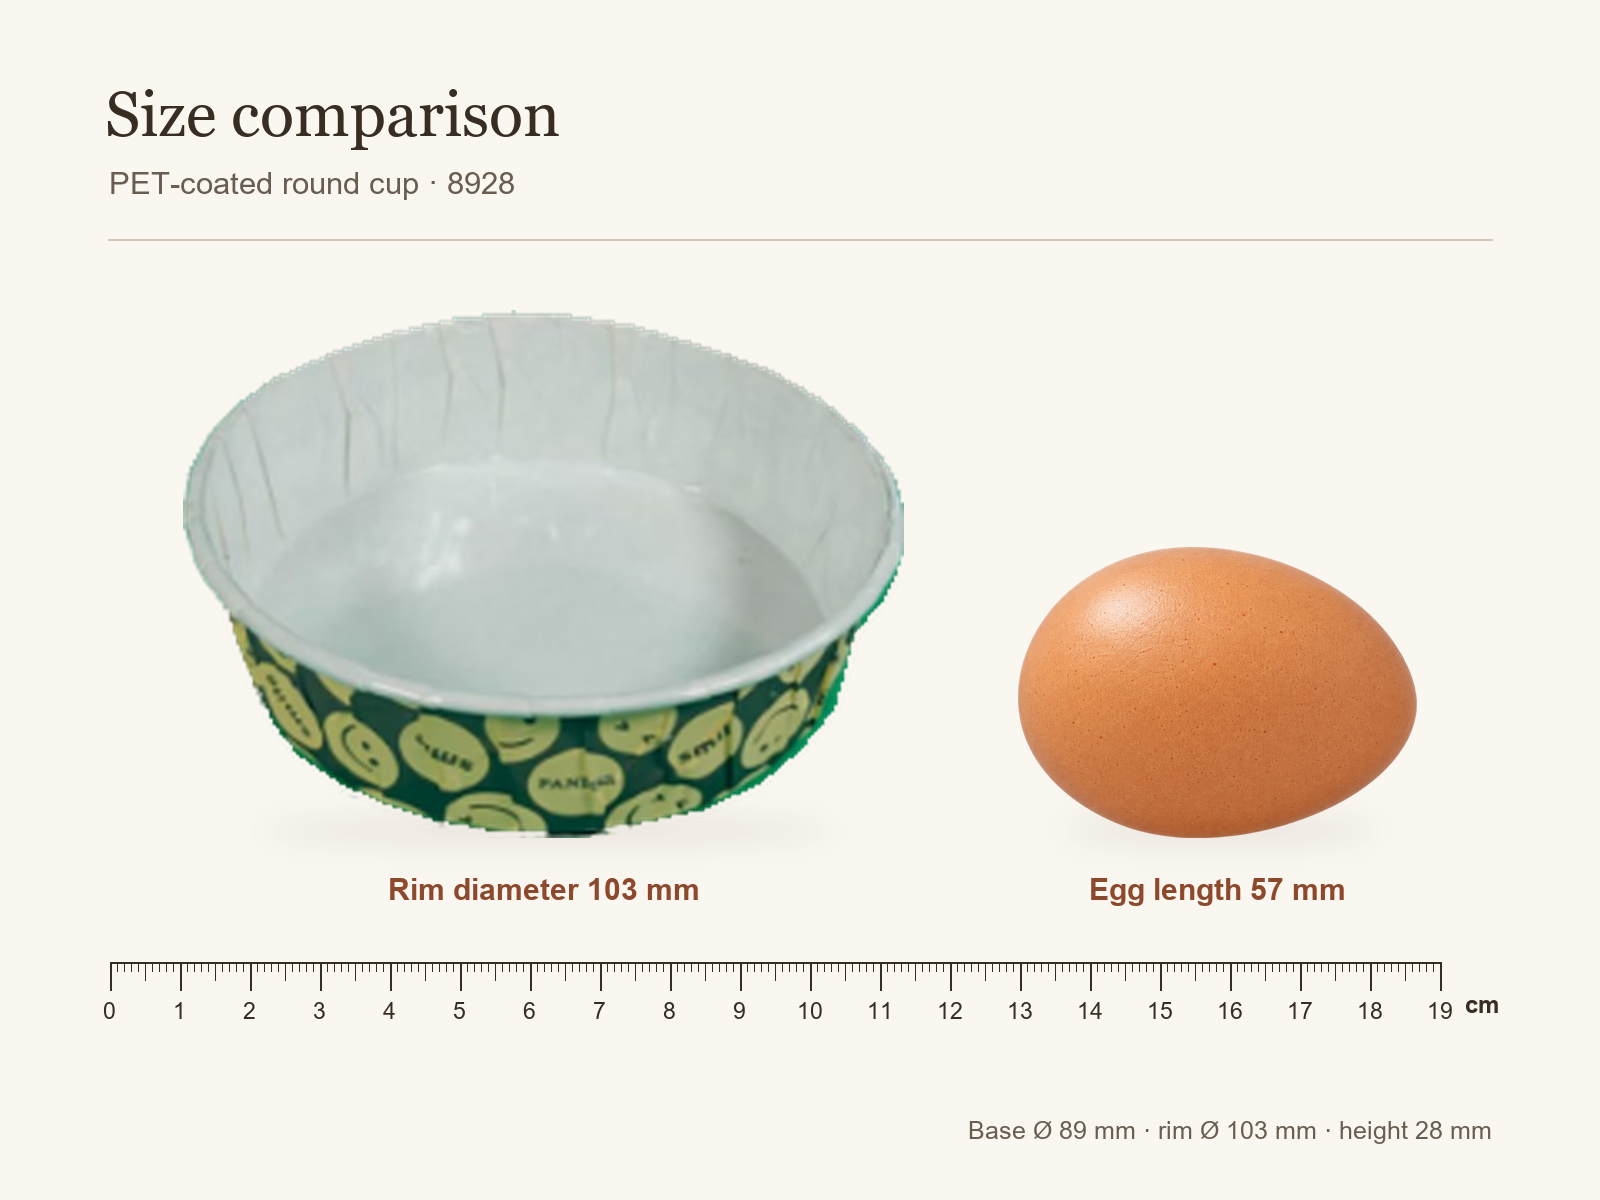 Size comparison
PET-coated round cup · 8928
Rim diameter 103 mm
Egg length 57 mm
0 1 2 3 4 5 6 7 8 9 10 11 12 13 14 15 16 17 18 19 cm
Base Ø 89 mm · rim Ø 103 mm · height 28 mm